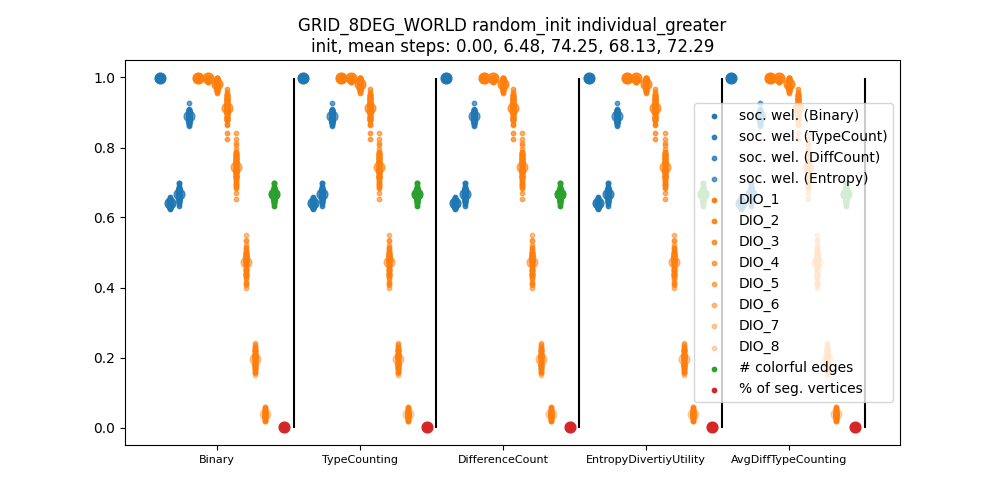 GRID_8DEG_WORLD random_init individual_greater
init, mean steps: 0.00, 6.48, 74.25, 68.13, 72.29
1.0
0.8
0.6
0.4
0.2
0.0
soc. wel. (Binary)
soc. wel. (TypeCount)
soc. wel. (DiffCount)
soc. wel. (Entropy)
DIO_1
DIO_2
DIO_3
DIO_4
DIO_5
DIO_6
DIO_7
DIO_8
# colorful edges
% of seg. vertices
Binary
TypeCounting
DifferenceCount
EntropyDivertiyUtility
AvgDiffTypeCounting